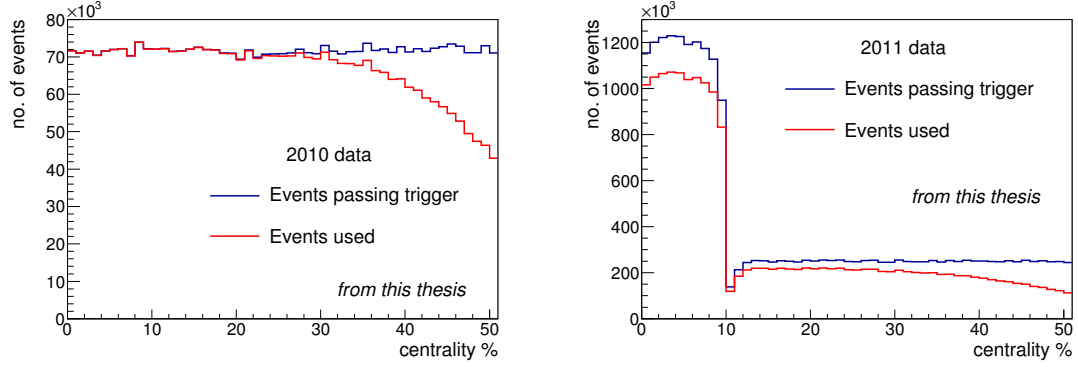 ×10³
80
70
60
50
40
30
20
10
0
no. of events
2010 data
Events passing trigger
Events used
from this thesis
0 10 20 30 40 50
centrality %
×10³
1200
1000
800
600
400
200
0
no. of events
2011 data
Events passing trigger
Events used
from this thesis
0 10 20 30 40 50
centrality %